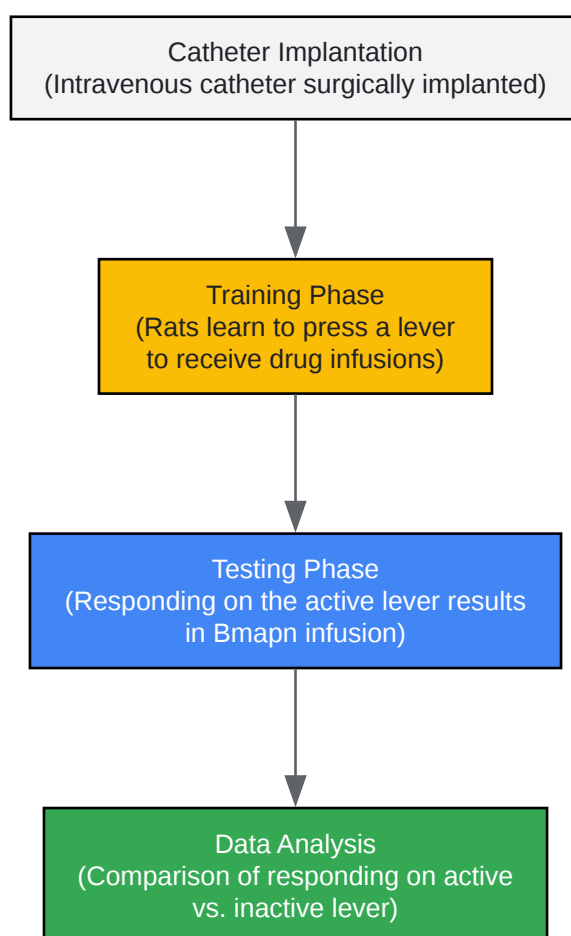 Catheter Implantation
(Intravenous catheter surgically implanted)
Training Phase
(Rats learn to press a lever
to receive drug infusions)
Testing Phase
(Responding on the active lever results
in Bmapn infusion)
Data Analysis
(Comparison of responding on active
vs. inactive lever)